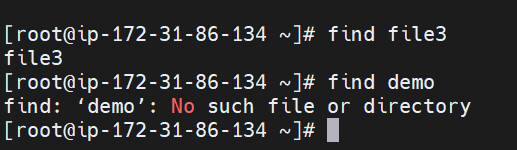 [root@ip-172-31-86-134 ~]# find file3
file3
[root@ip-172-31-86-134 ~]# find demo
find: ‘demo’: No such file or directory
[root@ip-172-31-86-134 ~]#